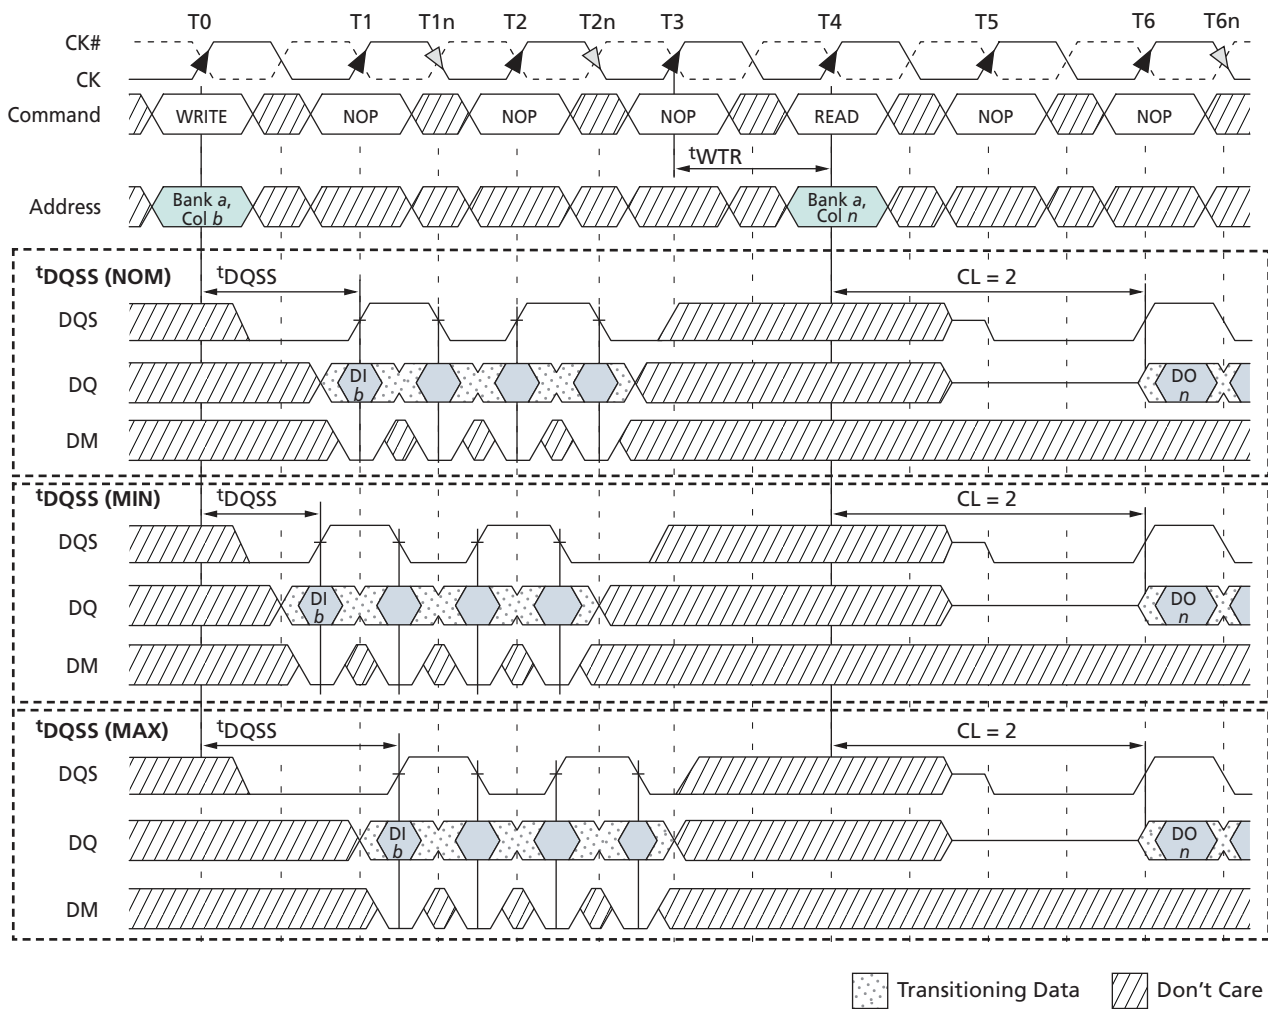 T0 T1 T1n T2 T2n T3 T4 T5 T6 T6n
CK#
CK
Command WRITE NOP NOP NOP READ NOP NOP
tWTR
Address Bank a, Col b Bank a, Col n
tDQSS (NOM) tDQSS CL = 2
DQS
DQ DI b DO n
DM
tDQSS (MIN) tDQSS CL = 2
DQS
DQ DI b DO n
DM
tDQSS (MAX) tDQSS CL = 2
DQS
DQ DI b DO n
DM
Transitioning Data Don't Care